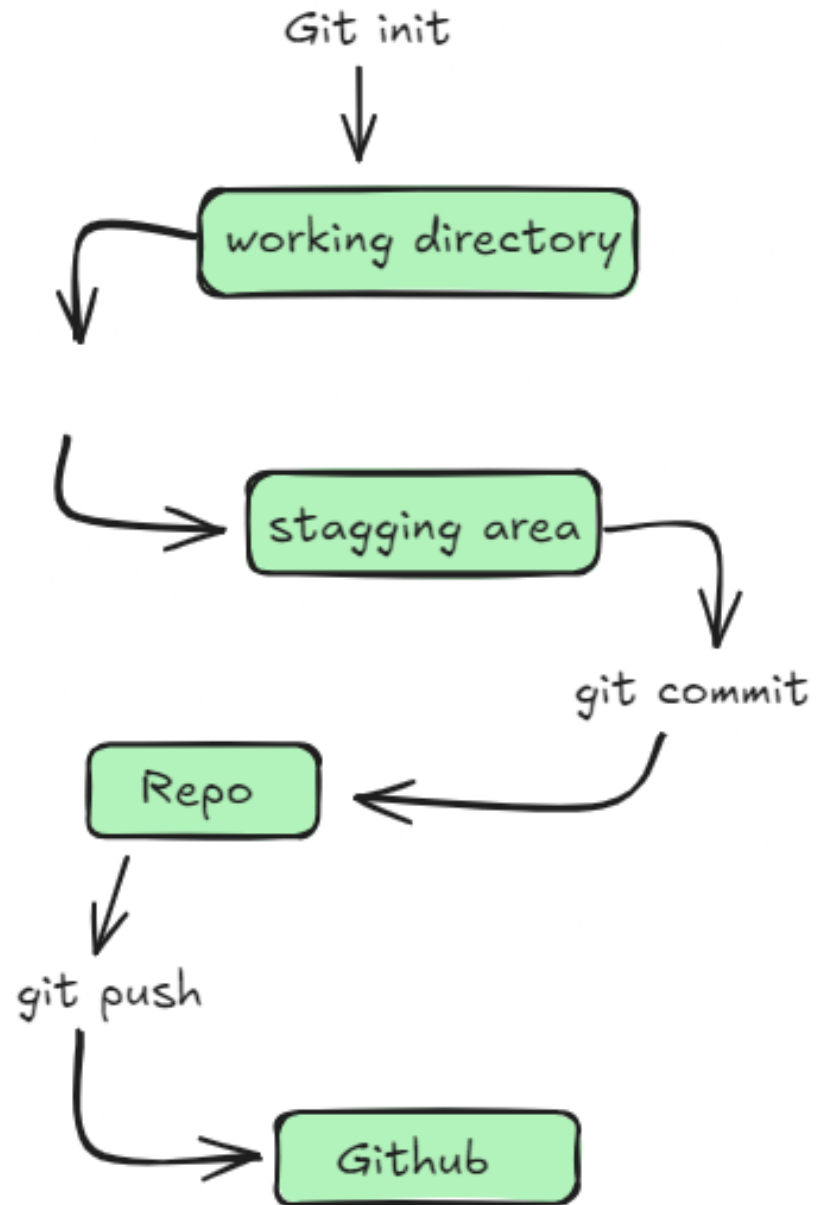 Git init
working directory
stagging area
git commit
Repo
git push
Github